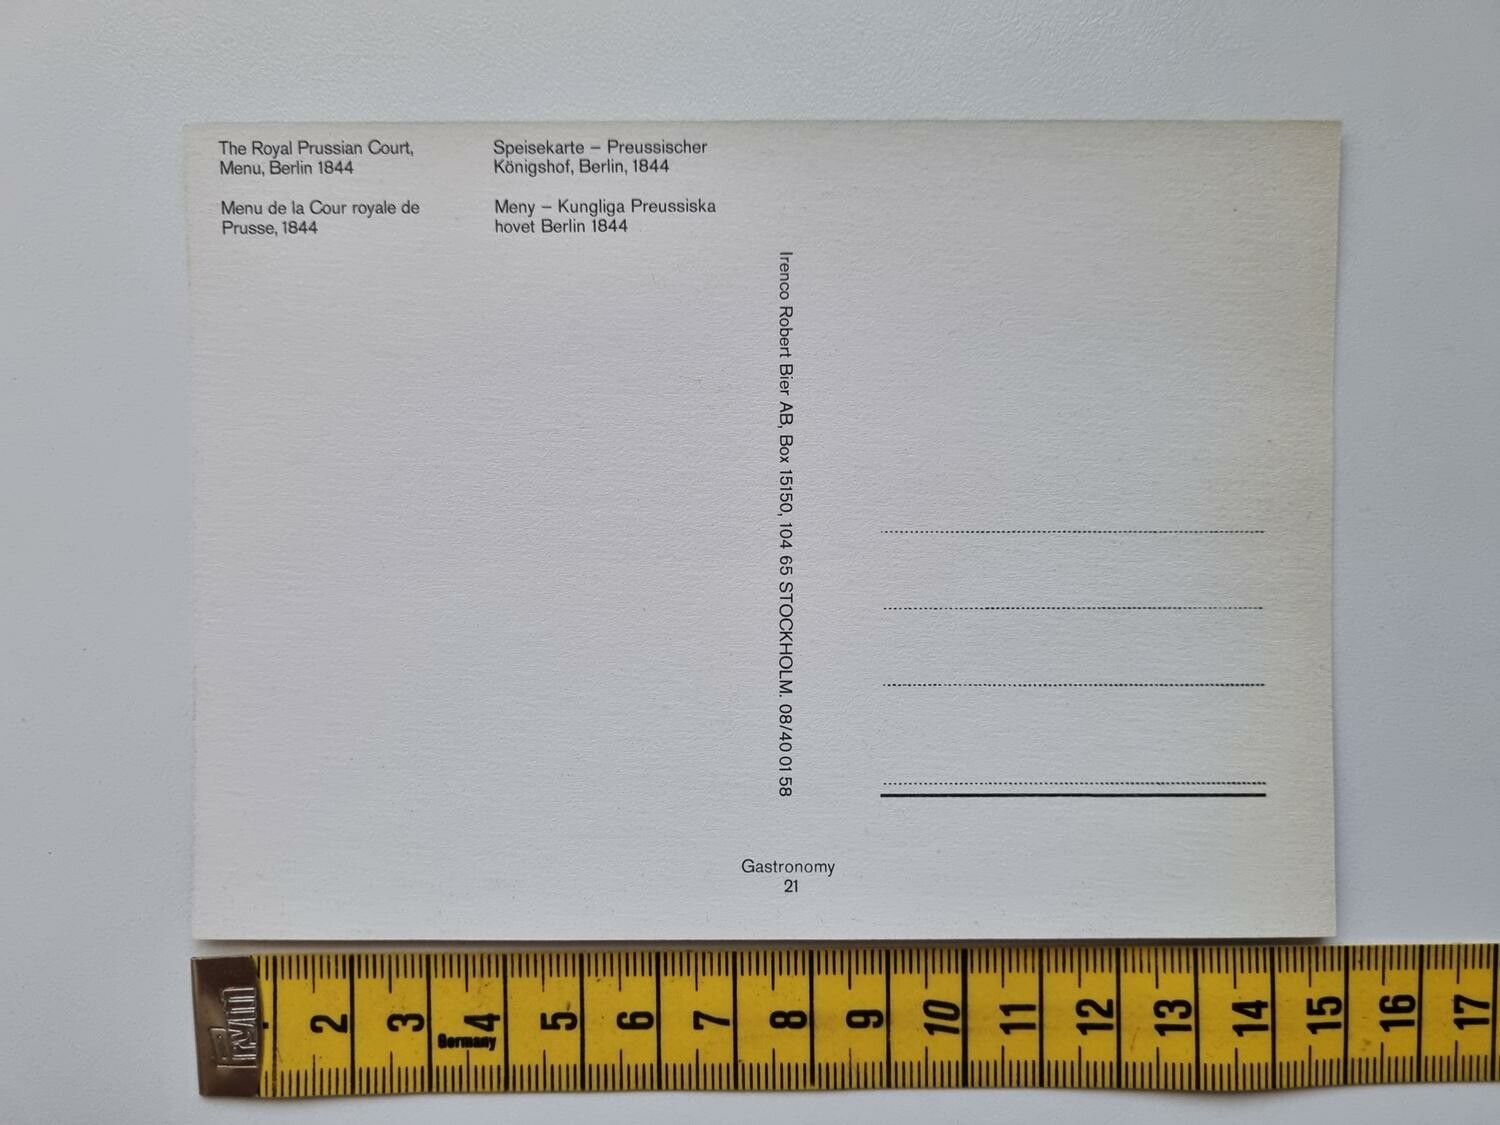 The Royal Prussian Court,
Menu, Berlin 1844
Menu de la Cour royale de
Prusse, 1844
Speisekarte – Preussischer
Königshof, Berlin, 1844
Meny – Kungliga Preussiska
hovet Berlin 1844
Irenco Robert Bier AB, Box 15150, 104 65 STOCKHOLM. 08/40 01 58
Gastronomy
21
2 3 4 5 6 7 8 9 10 11 12 13 14 15 16 17
Germany